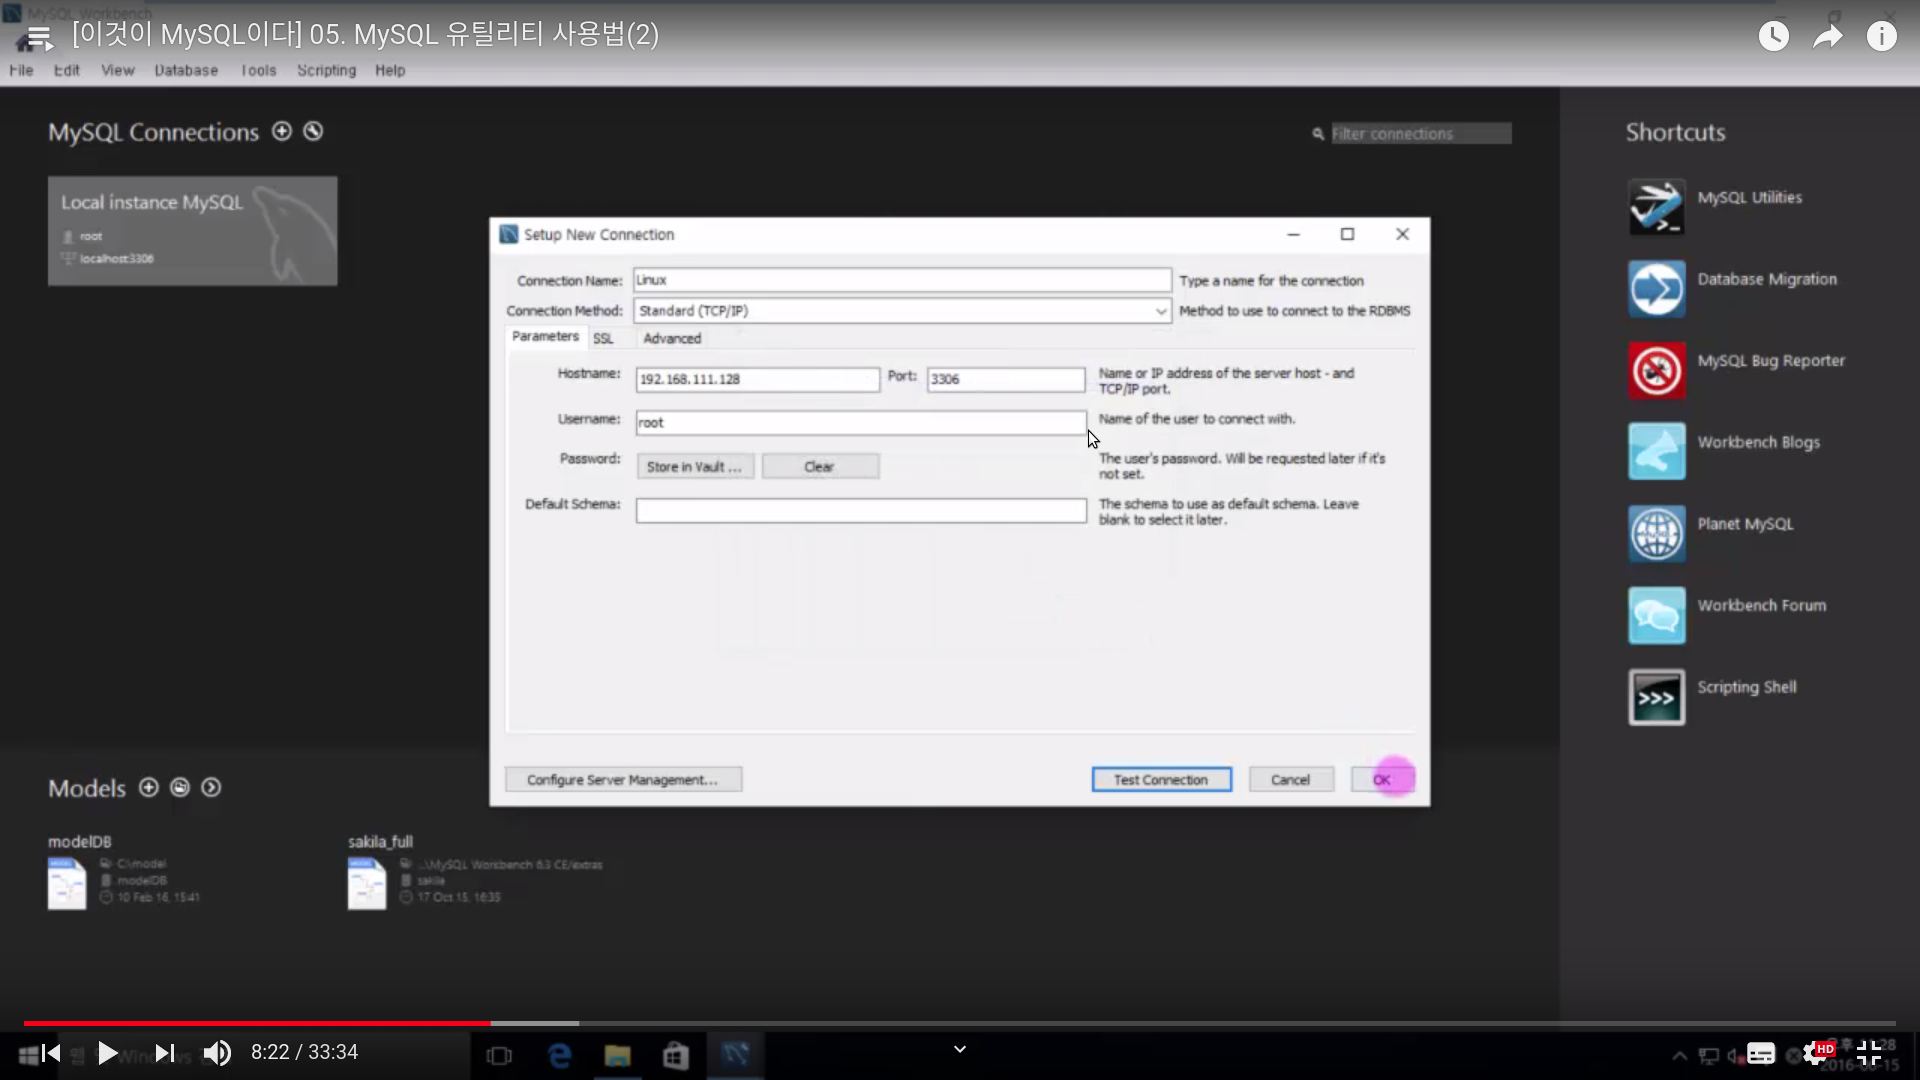 MySQL Workbench
[이것이 MySQL이다] 05. MySQL 유틸리티 사용법(2)
File Edit View Database Tools Scripting Help
MySQL Connections
Filter connections
Shortcuts
Local instance MySQL
root
localhost:3306
MySQL Utilities
Database Migration
MySQL Bug Reporter
Workbench Blogs
Planet MySQL
Workbench Forum
Scripting Shell
Setup New Connection
Connection Name: Linux Type a name for the connection
Connection Method: Standard (TCP/IP) Method to use to connect to the RDBMS
Parameters SSL Advanced
Hostname: 192.168.111.128 Port: 3306 Name or IP address of the server host - and
TCP/IP port.
Username: root Name of the user to connect with.
Password: Store in Vault ... Clear The user's password. Will be requested later if it's
not set.
Default Schema: The schema to use as default schema. Leave
blank to select it later.
Configure Server Management... Test Connection Cancel OK
Models
modelDB
C:\model
modelDB
10 Feb 16, 15:41
sakila_full
...\MySQL Workbench 6.3 CE/extras
sakila
17 Oct 15, 16:35
8:22 / 33:34
Windows
HD